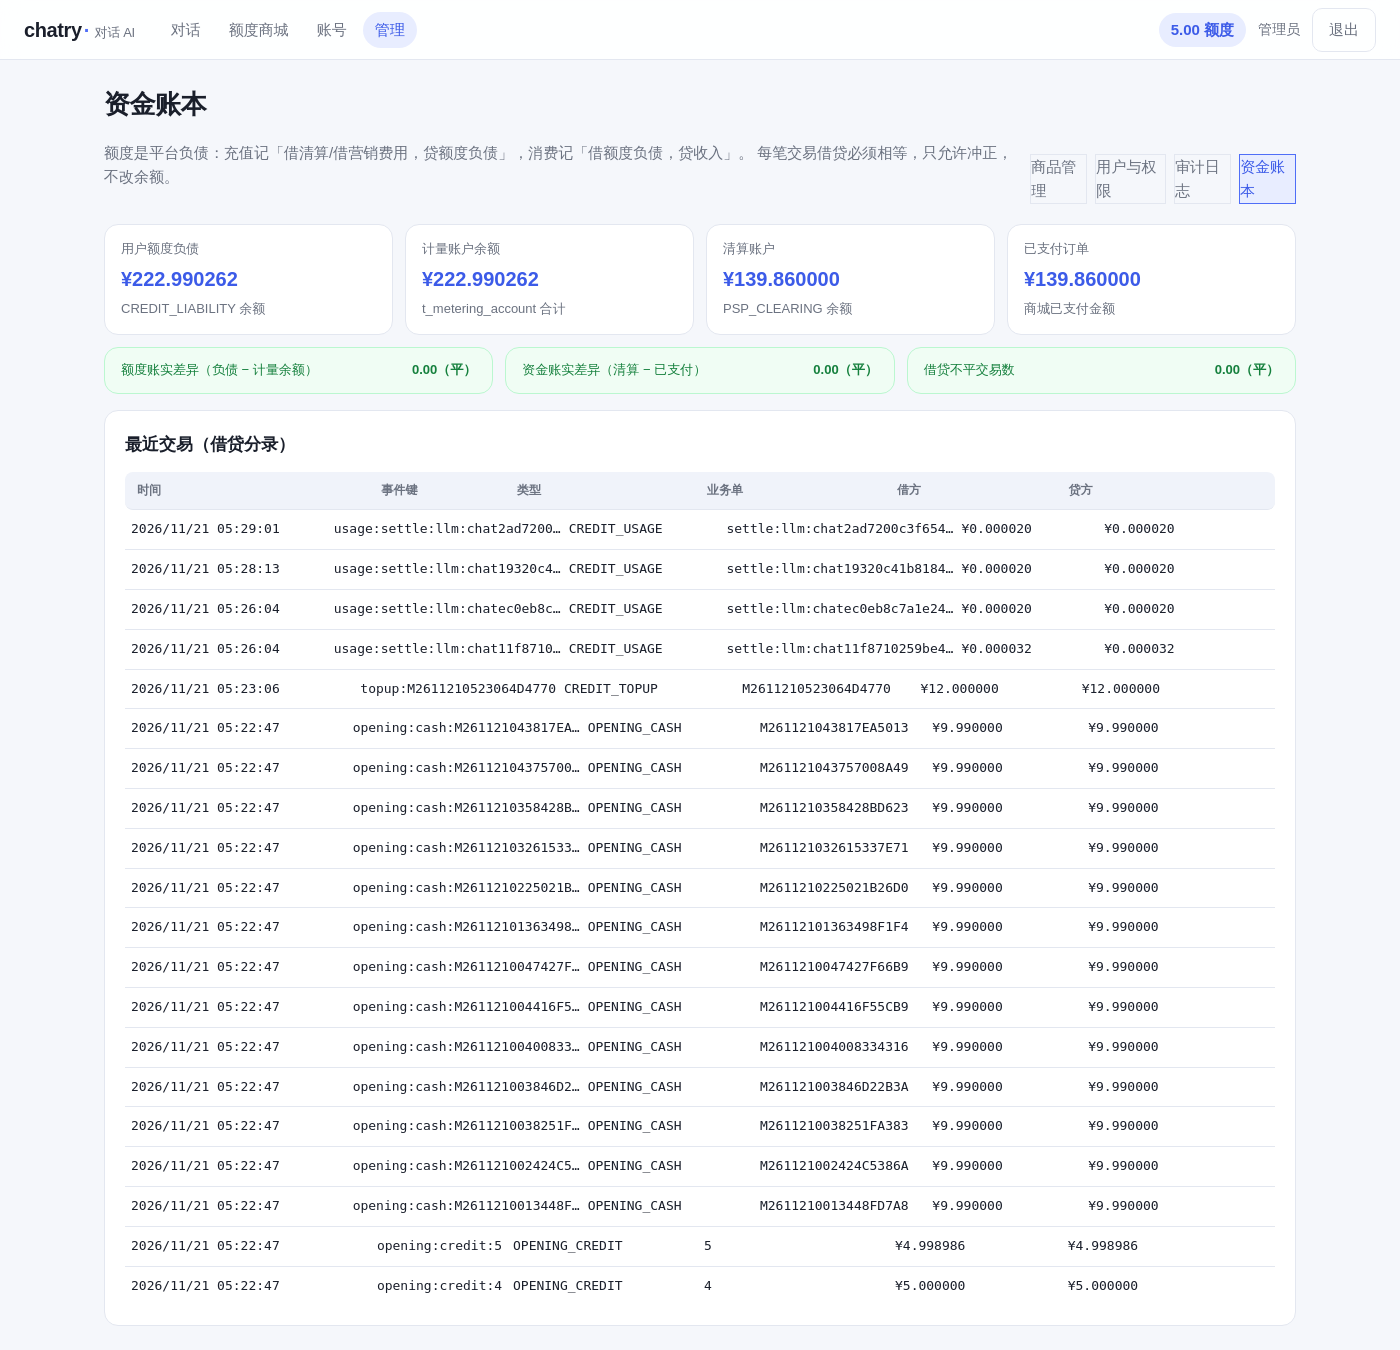 chatry · 对话 AI 对话 额度商城 账号 管理 5.00 额度 管理员 退出
资金账本
额度是平台负债：充值记「借清算/借营销费用，贷额度负债」，消费记「借额度负债，贷收入」。 每笔交易借贷必须相等，只允许冲正，
不改余额。
商品管
理
用户与权
限
审计日
志
资金账
本
用户额度负债
¥222.990262
CREDIT_LIABILITY 余额
计量账户余额
¥222.990262
t_metering_account 合计
清算账户
¥139.860000
PSP_CLEARING 余额
已支付订单
¥139.860000
商城已支付金额
额度账实差异（负债 − 计量余额） 0.00（平）
资金账实差异（清算 − 已支付） 0.00（平）
借贷不平交易数 0.00（平）
最近交易（借贷分录）
时间 事件键 类型 业务单 借方 贷方
2026/11/21 05:29:01 usage:settle:llm:chat2ad7200… CREDIT_USAGE settle:llm:chat2ad7200c3f654… ¥0.000020 ¥0.000020
2026/11/21 05:28:13 usage:settle:llm:chat19320c4… CREDIT_USAGE settle:llm:chat19320c41b8184… ¥0.000020 ¥0.000020
2026/11/21 05:26:04 usage:settle:llm:chatec0eb8c… CREDIT_USAGE settle:llm:chatec0eb8c7a1e24… ¥0.000020 ¥0.000020
2026/11/21 05:26:04 usage:settle:llm:chat11f8710… CREDIT_USAGE settle:llm:chat11f8710259be4… ¥0.000032 ¥0.000032
2026/11/21 05:23:06 topup:M2611210523064D4770 CREDIT_TOPUP M2611210523064D4770 ¥12.000000 ¥12.000000
2026/11/21 05:22:47 opening:cash:M261121043817EA… OPENING_CASH M261121043817EA5013 ¥9.990000 ¥9.990000
2026/11/21 05:22:47 opening:cash:M26112104375700… OPENING_CASH M261121043757008A49 ¥9.990000 ¥9.990000
2026/11/21 05:22:47 opening:cash:M2611210358428B… OPENING_CASH M2611210358428BD623 ¥9.990000 ¥9.990000
2026/11/21 05:22:47 opening:cash:M26112103261533… OPENING_CASH M261121032615337E71 ¥9.990000 ¥9.990000
2026/11/21 05:22:47 opening:cash:M2611210225021B… OPENING_CASH M2611210225021B26D0 ¥9.990000 ¥9.990000
2026/11/21 05:22:47 opening:cash:M26112101363498… OPENING_CASH M26112101363498F1F4 ¥9.990000 ¥9.990000
2026/11/21 05:22:47 opening:cash:M2611210047427F… OPENING_CASH M2611210047427F66B9 ¥9.990000 ¥9.990000
2026/11/21 05:22:47 opening:cash:M261121004416F5… OPENING_CASH M261121004416F55CB9 ¥9.990000 ¥9.990000
2026/11/21 05:22:47 opening:cash:M26112100400833… OPENING_CASH M261121004008334316 ¥9.990000 ¥9.990000
2026/11/21 05:22:47 opening:cash:M261121003846D2… OPENING_CASH M261121003846D22B3A ¥9.990000 ¥9.990000
2026/11/21 05:22:47 opening:cash:M2611210038251F… OPENING_CASH M2611210038251FA383 ¥9.990000 ¥9.990000
2026/11/21 05:22:47 opening:cash:M261121002424C5… OPENING_CASH M261121002424C5386A ¥9.990000 ¥9.990000
2026/11/21 05:22:47 opening:cash:M2611210013448F… OPENING_CASH M2611210013448FD7A8 ¥9.990000 ¥9.990000
2026/11/21 05:22:47 opening:credit:5 OPENING_CREDIT 5 ¥4.998986 ¥4.998986
2026/11/21 05:22:47 opening:credit:4 OPENING_CREDIT 4 ¥5.000000 ¥5.000000